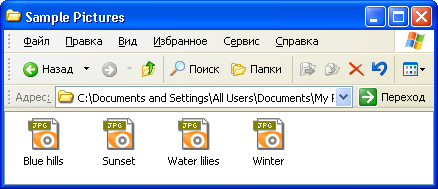 Sample Pictures
Файл Правка Вид Избранное Сервис Справка
Назад Поиск Папки
Адрес: C:\Documents and Settings\All Users\Documents\My Переход
JPG JPG JPG JPG
Blue hills Sunset Water lilies Winter